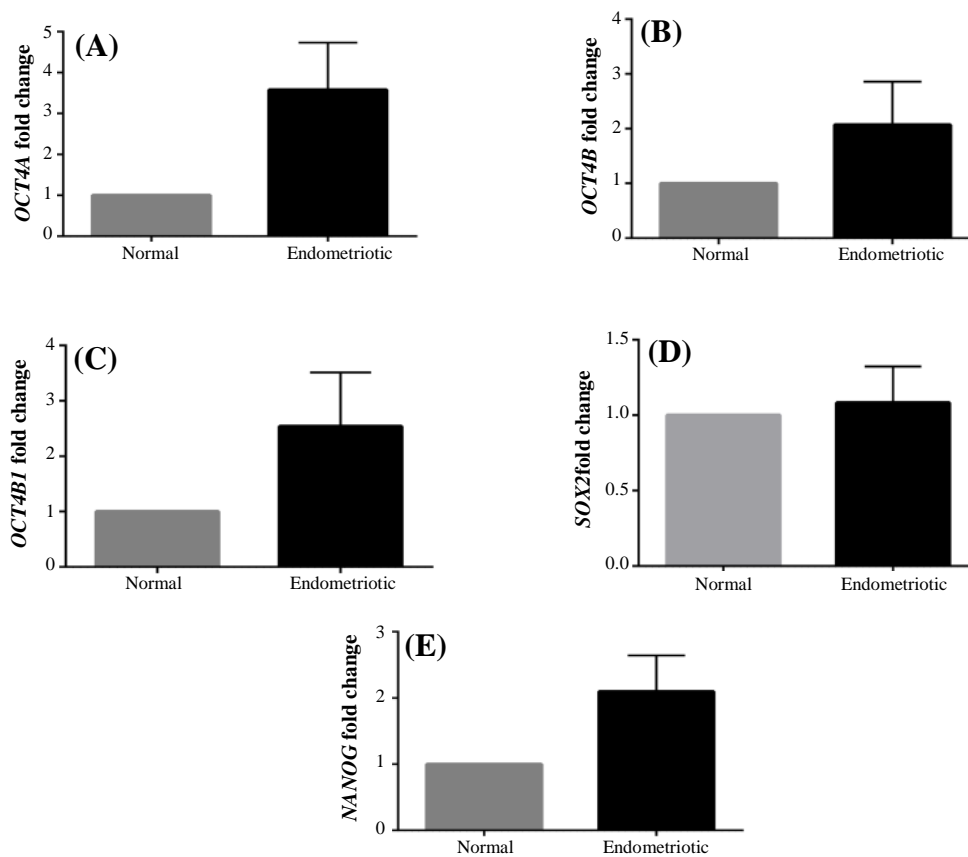 (A)
OCT4A fold change
5
4
3
2
1
0
Normal Endometriotic
(B)
OCT4B fold change
4
3
2
1
0
Normal Endometriotic
(C)
OCT4B1 fold change
4
3
2
1
0
Normal Endometriotic
(D)
SOX2fold change
1.5
1.0
0.5
0.0
Normal Endometriotic
(E)
NANOG fold change
3
2
1
0
Normal Endometriotic